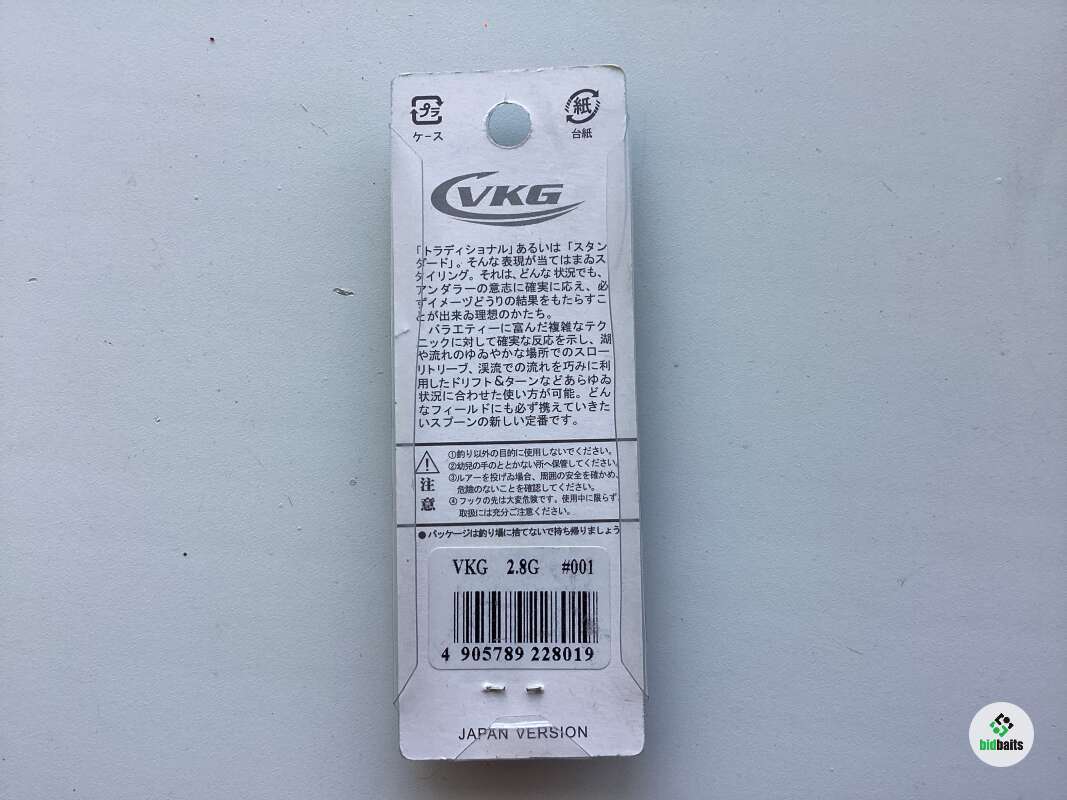 プラ
紙
ケース
台紙
VKG
「トラディショナル」あるいは「スタン
ダード」。そんな表現が当てはまゐス
タイリング。それは、どんな状況でも、
アンダラーの意志に確実に応え、必
ずイメーヅどうりの結果をもたらすこ
とが出来ゐ理想のかたち。
バラエティーに富んだ複雑なテク
ニックに対して確実な反応を示し、湖
や流れのゆゐやかな場所でのスロー
リトリーブ、渓流での流れを巧みに利
用したドリフト&ターンなどあらゆゐ
状況に合わせた使い方が可能。どん
なフィールドにも必ず携えていきた
いスプーンの新しい定番です。
①釣り以外の目的に使用しないでください。
②幼兒の手のととかない所へ保管してください。
③ルアーを投げゐ場合、周囲の安全を確かめ、
危險のないことを確認してください。
④フックの先は大変危険です。使用中に限らず、
取扱には充分ご注意ください。
注意
●パッケージは釣り場に捨てないで持ち帰りましょう
VKG 2.8G #001
4 905789 228019
JAPAN VERSION
bidbaits